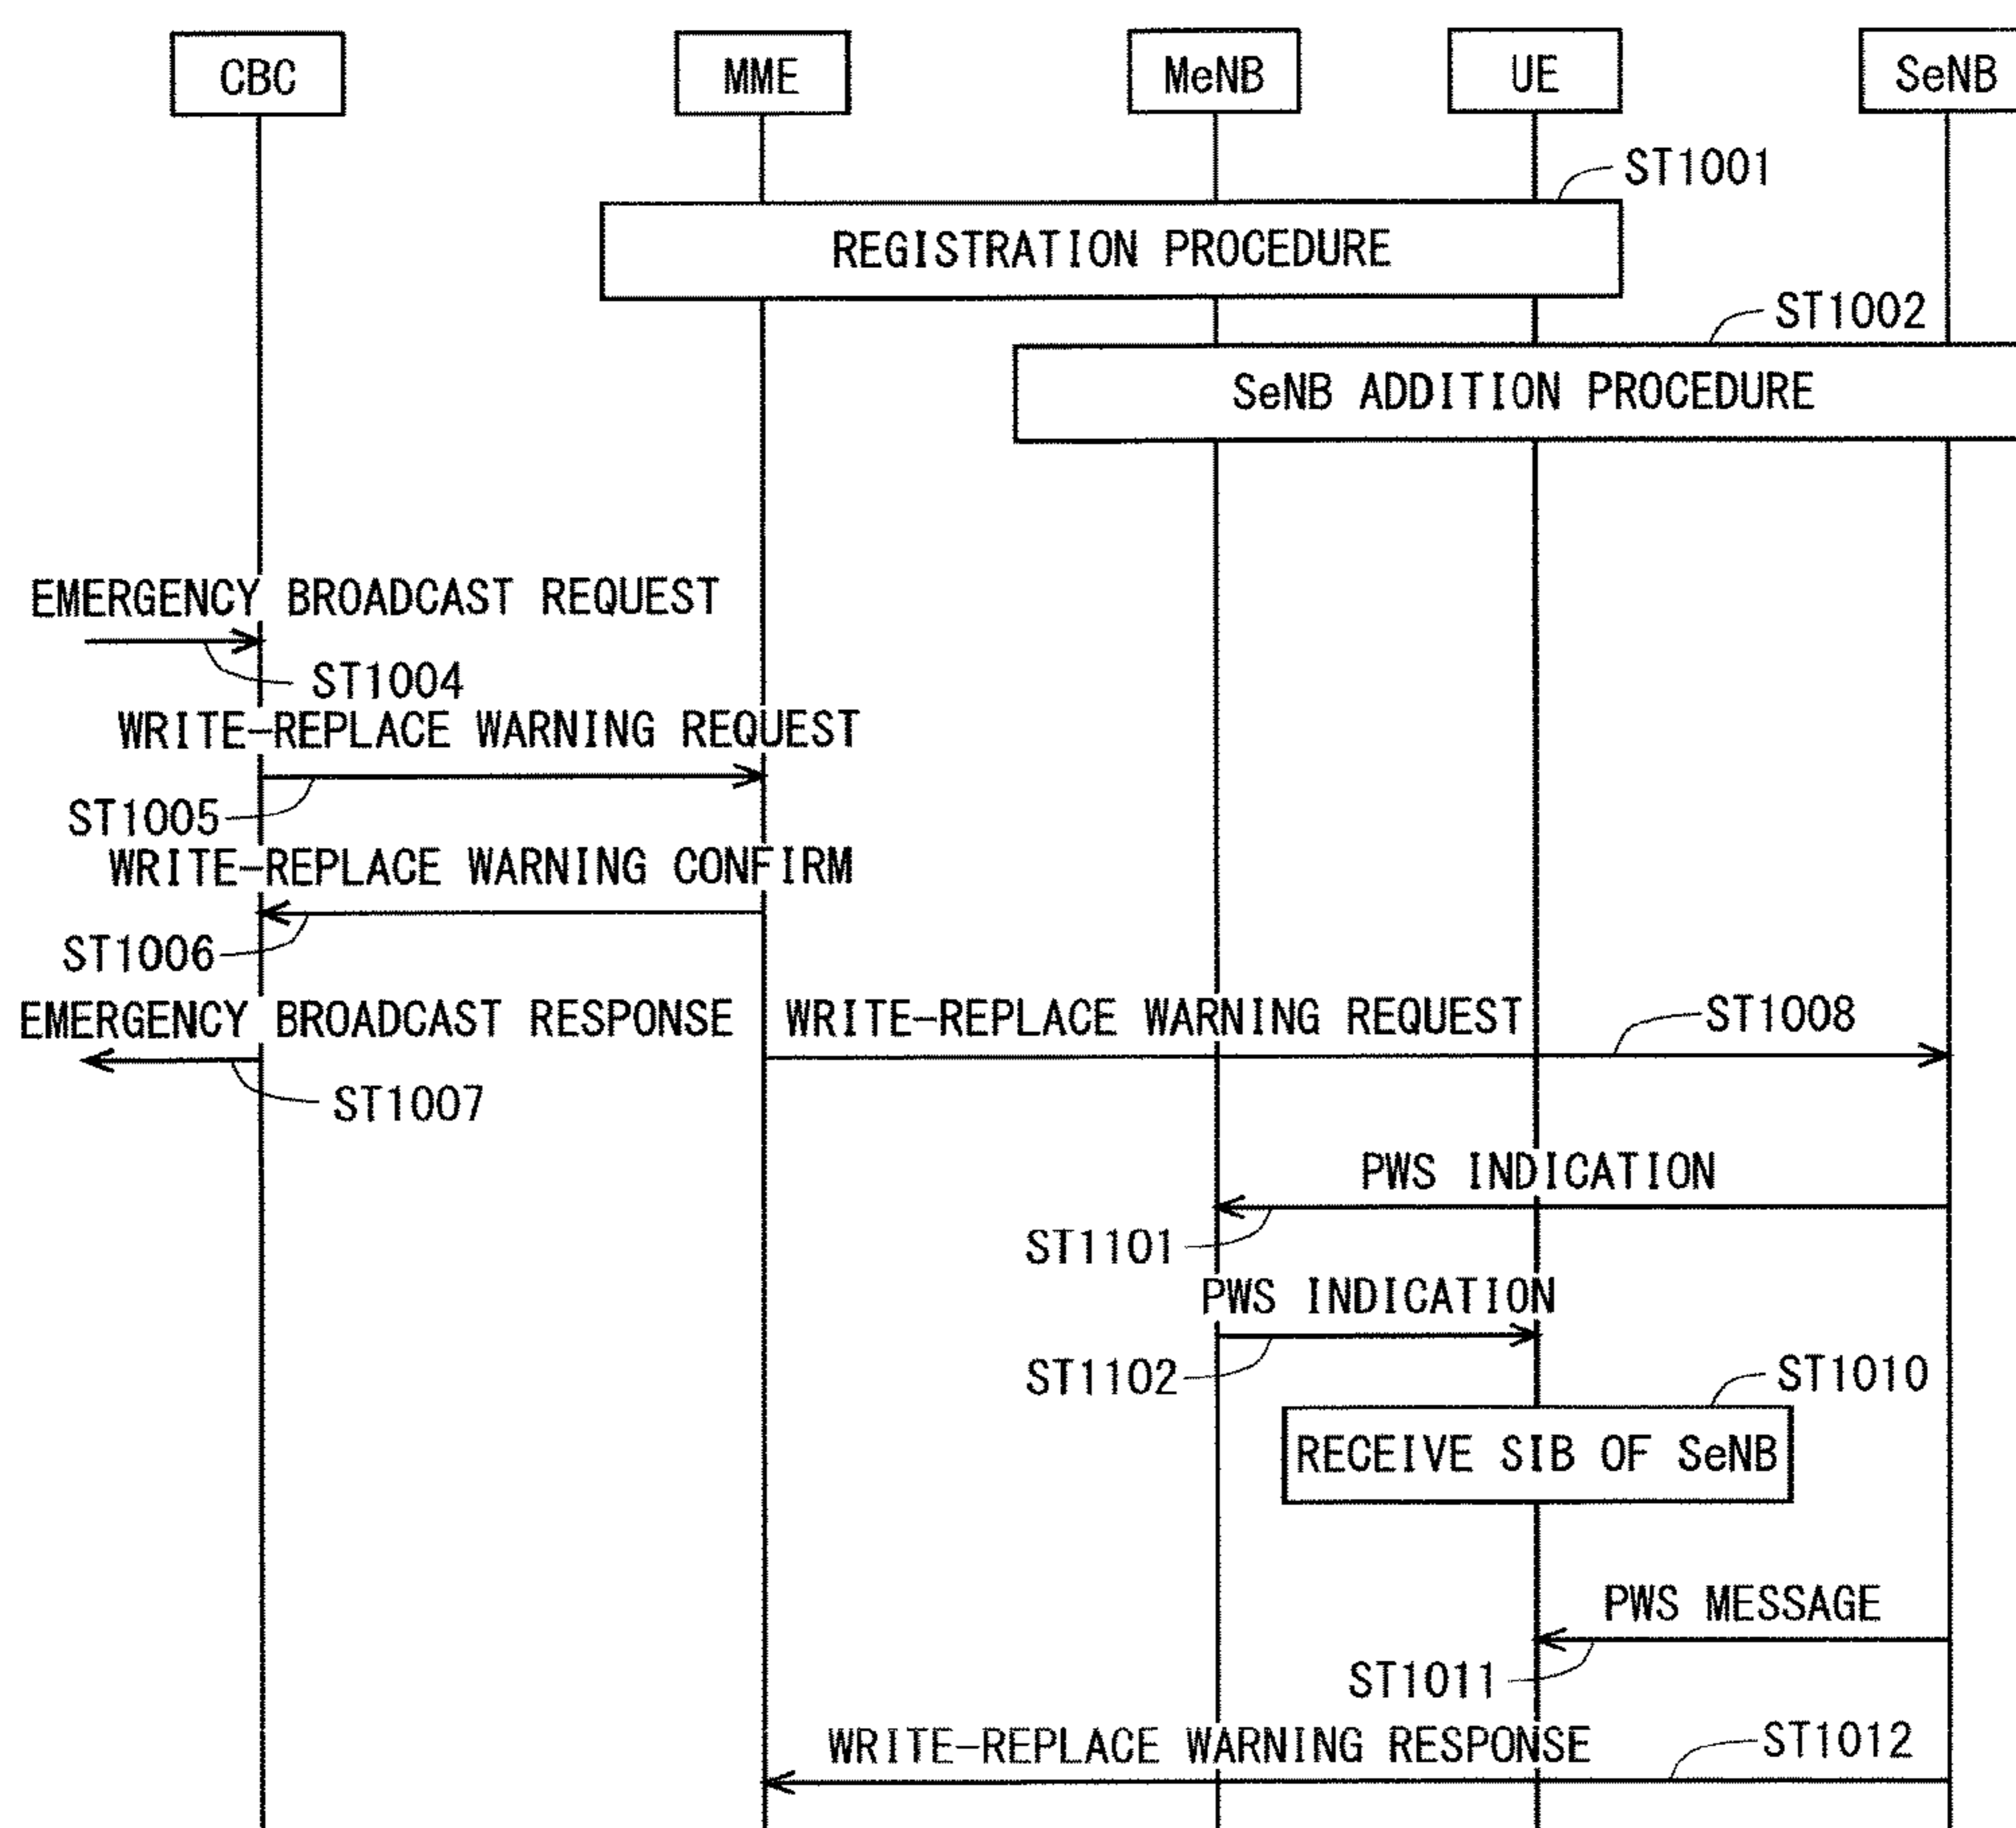 CBC
MME
MeNB
UE
SeNB
ST1001
REGISTRATION PROCEDURE
ST1002
SeNB ADDITION PROCEDURE
EMERGENCY BROADCAST REQUEST
ST1004
WRITE-REPLACE WARNING REQUEST
ST1005
WRITE-REPLACE WARNING CONFIRM
ST1006
EMERGENCY BROADCAST RESPONSE
WRITE-REPLACE WARNING REQUEST
ST1008
ST1007
PWS INDICATION
ST1101
PWS INDICATION
ST1102
ST1010
RECEIVE SIB OF SeNB
PWS MESSAGE
ST1011
WRITE-REPLACE WARNING RESPONSE
ST1012